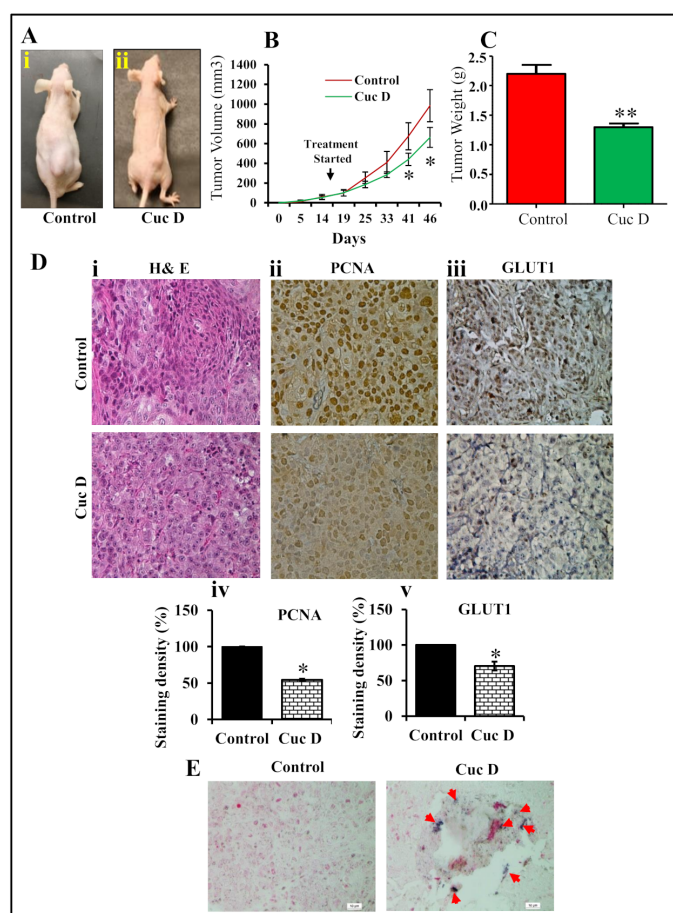 A
i
ii
Control
Cuc D
B
Tumor Volume (mm3)
1400
1200
1000
800
600
400
200
0
Control
Cuc D
Treatment
Started
*
*
0 5 14 19 25 33 41 46
Days
C
Tumor Weight (g)
2.5
2.0
1.5
1.0
0.5
0.0
**
Control Cuc D
D
i H& E
ii PCNA
iii GLUT1
Control
Cuc D
iv
PCNA
Staining density (%)
150
100
50
0
*
Control Cuc D
v
GLUT1
Staining density (%)
150
100
50
0
*
Control Cuc D
E
Control
Cuc D